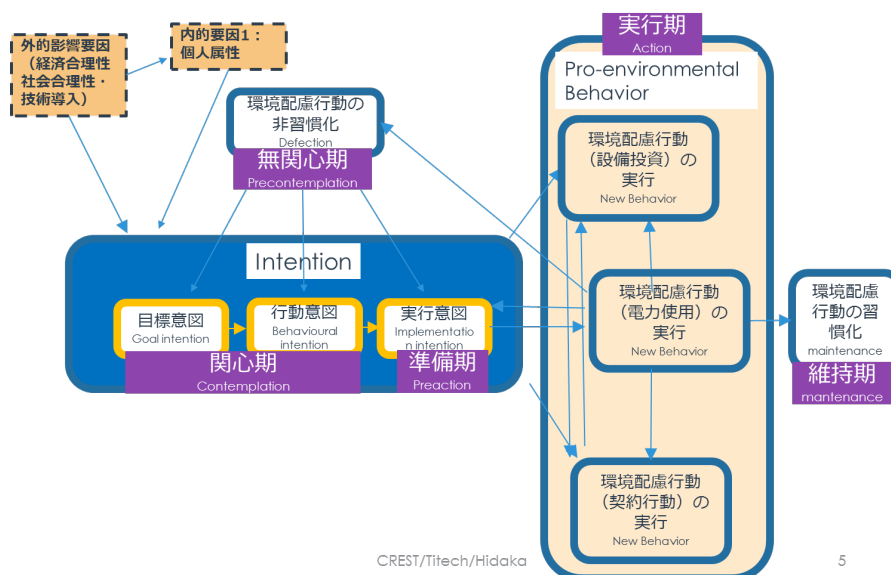 外的影響要因
（経済合理性
社会合理性・
技術導入）
内的要因1：
個人属性
環境配慮行動の
非習慣化
Defection
無関心期
Precontemplation
Intention
目標意図
Goal intention
行動意図
Behavioural
intention
実行意図
Implementatio
n intention
関心期
Contemplation
準備期
Preaction
実行期
Action
Pro-environmental
Behavior
環境配慮行動
（設備投資）の
実行
New Behavior
環境配慮行動
（電力使用）の
実行
New Behavior
環境配慮行動
（契約行動）の
実行
New Behavior
環境配慮
行動の習
慣化
maintenance
維持期
mantenance
CREST/Titech/Hidaka
5